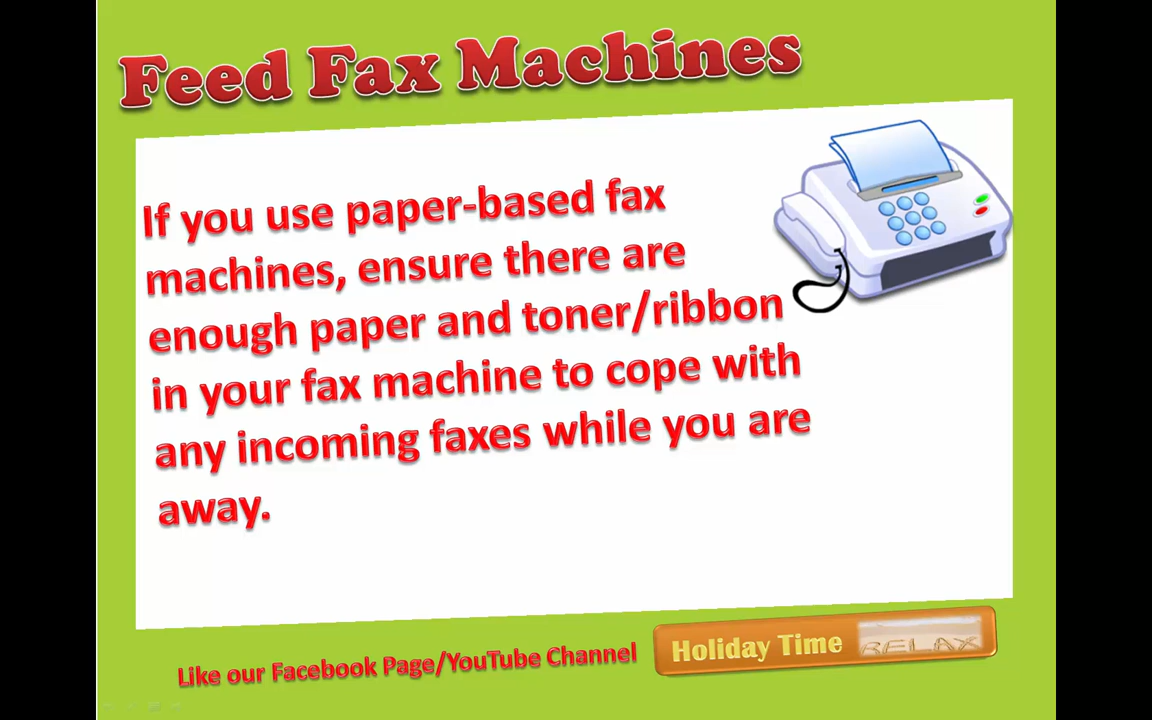 Feed Fax Machines
If you use paper-based fax
machines, ensure there are
enough paper and toner/ribbon
in your fax machine to cope with
any incoming faxes while you are
away.
Like our Facebook Page/YouTube Channel
Holiday Time
RELAX